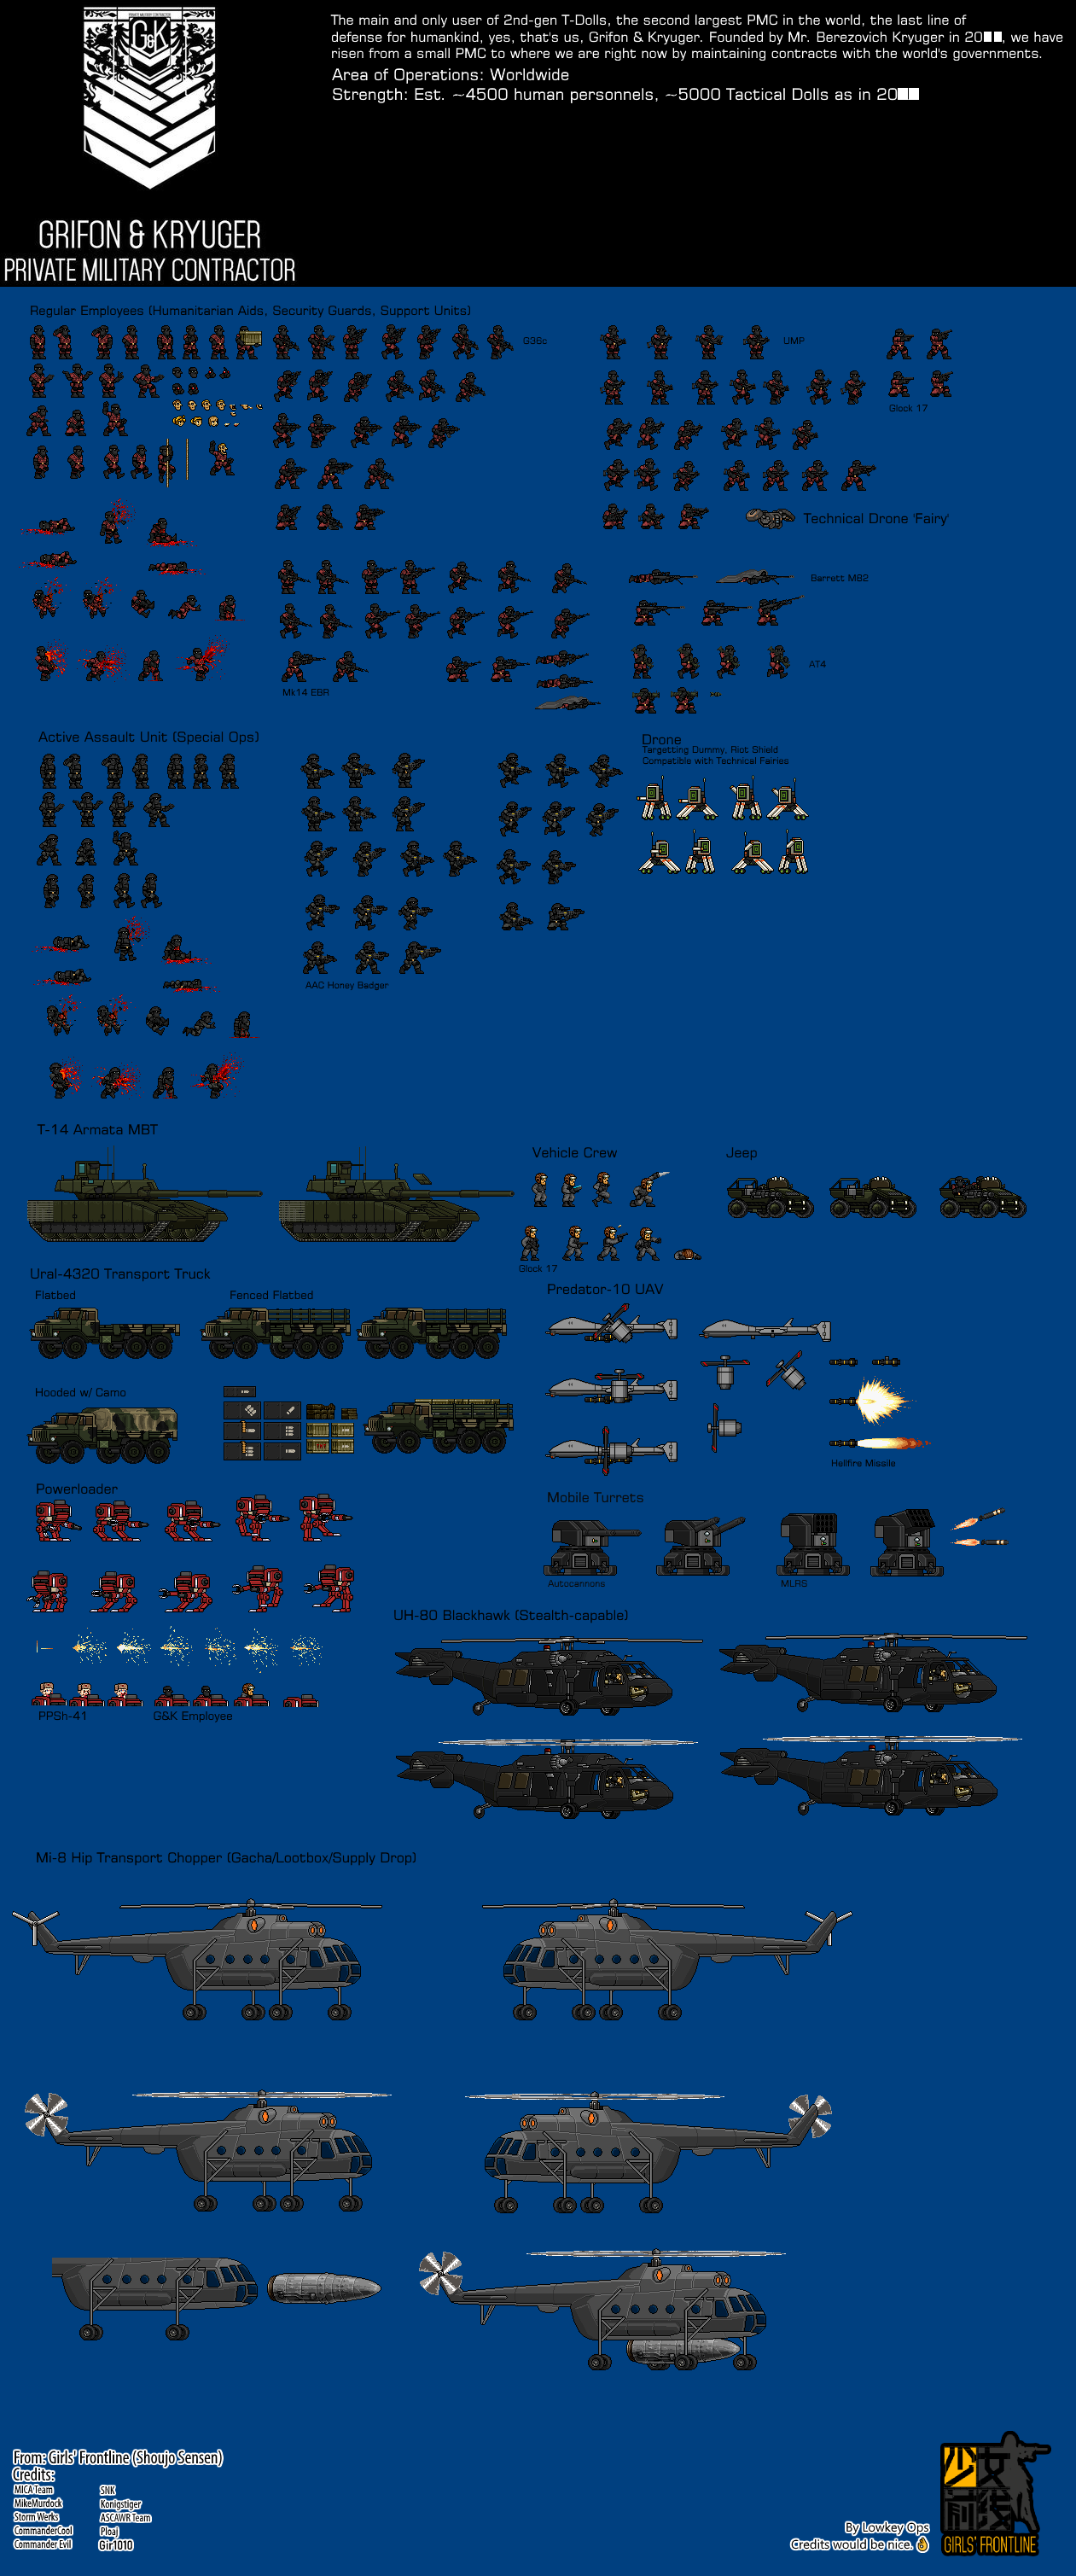 PRIVATE MILITARY CONTRACTOR
G&K
GRIFON & KRYUGER
PRIVATE MILITARY CONTRACTOR
The main and only user of 2nd-gen T-Dolls, the second largest PMC in the world, the last line of
defense for humankind, yes, that's us, Grifon & Kryuger. Founded by Mr. Berezovich Kryuger in 20██, we have
risen from a small PMC to where we are right now by maintaining contracts with the world's governments.
Area of Operations: Worldwide
Strength: Est. ~4500 human personnels, ~5000 Tactical Dolls as in 20██
Regular Employees (Humanitarian Aids, Security Guards, Support Units)
G36c
UMP
Glock 17
Technical Drone 'Fairy'
Barrett M82
Mk14 EBR
AT4
Active Assault Unit (Special Ops)
Drone
Targetting Dummy, Riot Shield
Compatible with Technical Fairies
AAC Honey Badger
T-14 Armata MBT
Vehicle Crew
Jeep
Glock 17
Ural-4320 Transport Truck
Flatbed
Fenced Flatbed
Predator-10 UAV
Hooded w/ Camo
Hellfire Missile
Powerloader
Mobile Turrets
Autocannons
MLRS
UH-80 Blackhawk (Stealth-capable)
PPSh-41
G&K Employee
Mi-8 Hip Transport Chopper (Gacha/Lootbox/Supply Drop)
From: Girls' Frontline (Shoujo Sensen)
Credits:
MICA Team
MikeMurdock
Storm Werks
CommanderCool
Commander Evil
SNK
Konigstiger
ASCAWR Team
Ploaj
Gir1010
By Lowkey Ops
Credits would be nice.
少女
前线
GIRLS' FRONTLINE